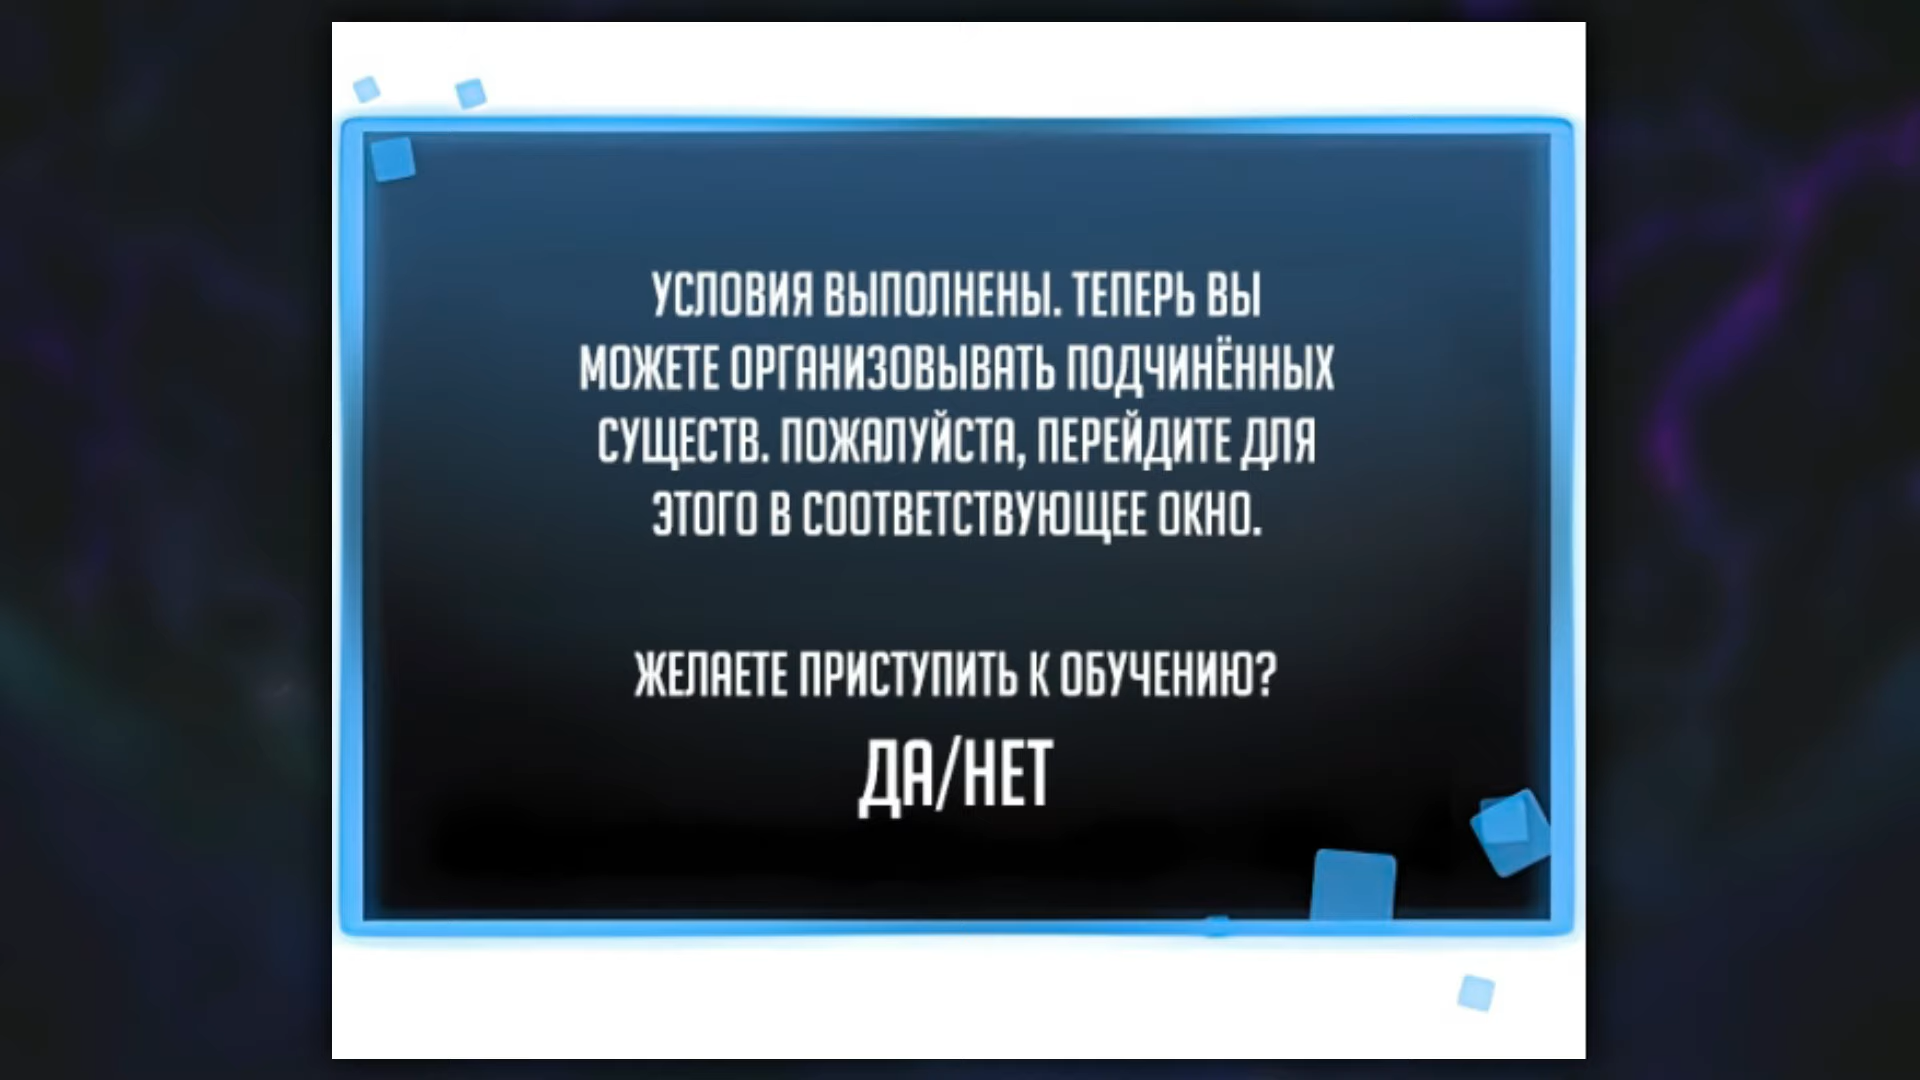 УСЛОВИЯ ВЫПОЛНЕНЫ. ТЕПЕРЬ ВЫ
МОЖЕТЕ ОРГАНИЗОВЫВАТЬ ПОДЧИНЁННЫХ
СУЩЕСТВ. ПОЖАЛУЙСТА, ПЕРЕЙДИТЕ ДЛЯ
ЭТОГО В СООТВЕТСТВУЮЩЕЕ ОКНО.
ЖЕЛАЕТЕ ПРИСТУПИТЬ К ОБУЧЕНИЮ?
ДА/НЕТ